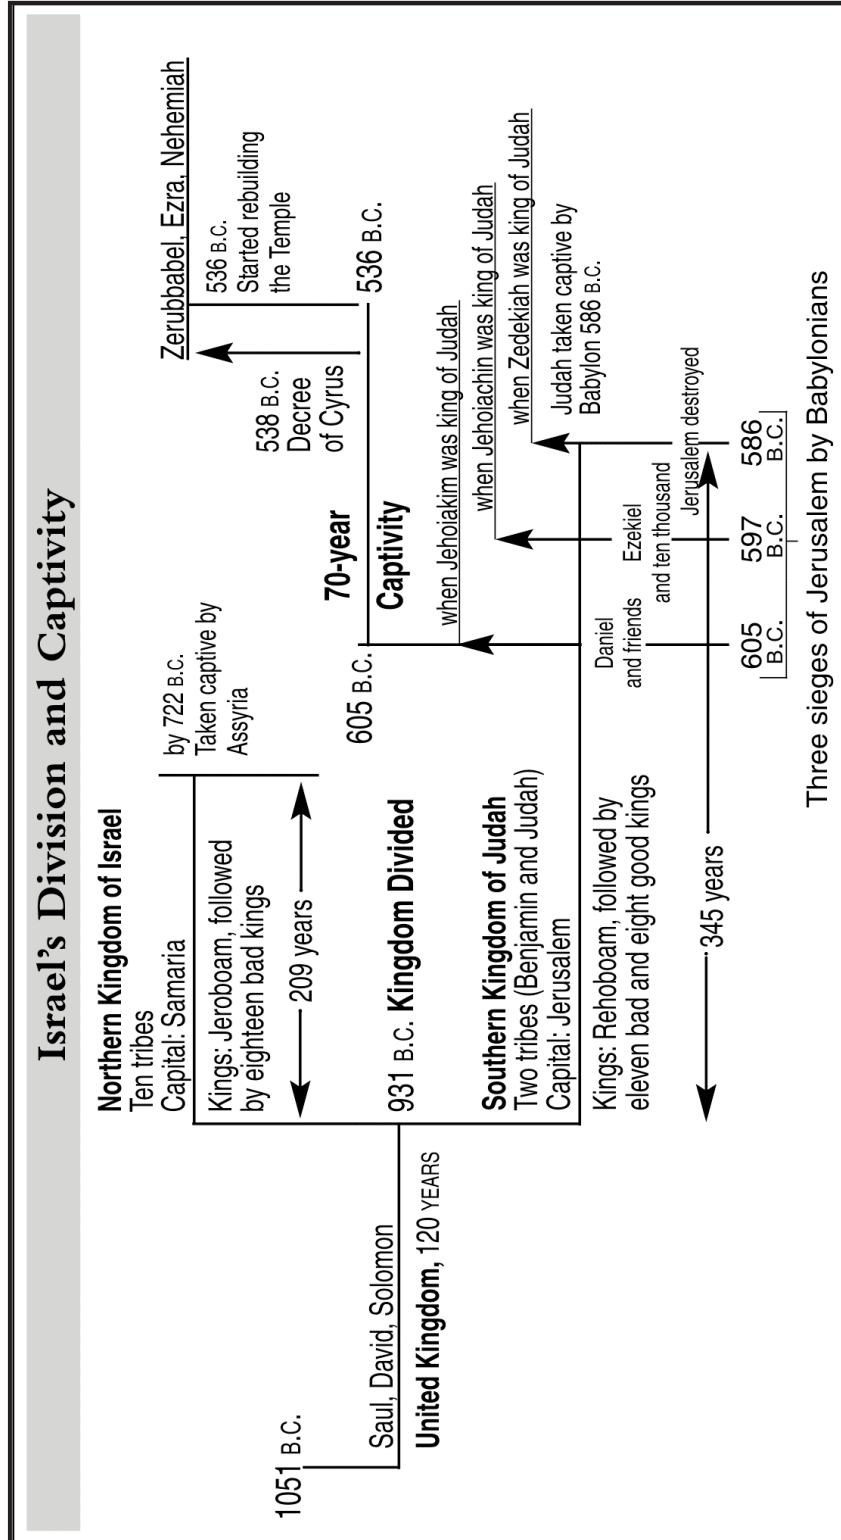 Israel's Division and Captivity
1051 B.C.
Saul, David, Solomon
United Kingdom, 120 YEARS
Northern Kingdom of Israel
Ten tribes
Capital: Samaria
Kings: Jeroboam, followed
by eighteen bad kings
209 years
by 722 B.C.
Taken captive by
Assyria
931 B.C. Kingdom Divided
Southern Kingdom of Judah
Two tribes (Benjamin and Judah)
Capital: Jerusalem
Kings: Rehoboam, followed by
eleven bad and eight good kings
345 years
605 B.C.
70-year
Captivity
538 B.C.
Decree
of Cyrus
Zerubbabel, Ezra, Nehemiah
536 B.C.
Started rebuilding
the Temple
536 B.C.
when Jehoiakim was king of Judah
when Jehoiachin was king of Judah
when Zedekiah was king of Judah
Judah taken captive by
Babylon 586 B.C.
Daniel
and friends
Ezekiel
and ten thousand
Jerusalem destroyed
605
B.C.
597
B.C.
586
B.C.
Three sieges of Jerusalem by Babylonians